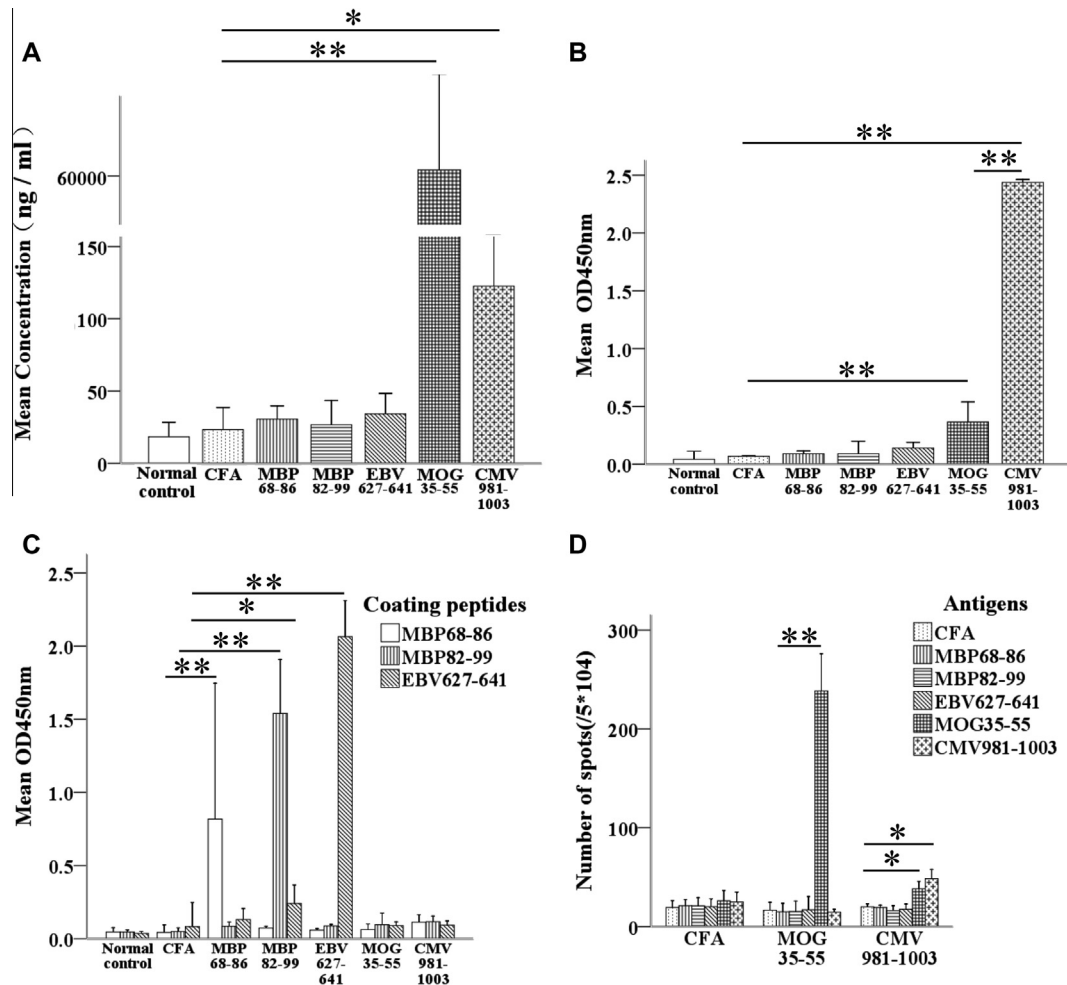 A
*
**
Mean Concentration ( ng / ml )
60000
150
100
50
0
Normal control
CFA
MBP 68-86
MBP 82-99
EBV 627-641
MOG 35-55
CMV 981-1003
B
**
**
**
Mean OD450nm
2.5
2.0
2.5
1.0
0.5
0.0
Normal control
CFA
MBP 68-86
MBP 82-99
EBV 627-641
MOG 35-55
CMV 981-1003
C
**
*
**
**
Mean OD450nm
2.5
2.0
1.5
1.0
0.5
0.0
Coating peptides
MBP68-86
MBP82-99
EBV627-641
Normal control
CFA
MBP 68-86
MBP 82-99
EBV 627-641
MOG 35-55
CMV 981-1003
D
**
*
*
Number of spots(/5*104)
300
200
100
0
Antigens
CFA
MBP68-86
MBP82-99
EBV627-641
MOG35-55
CMV981-1003
CFA
MOG 35-55
CMV 981-1003